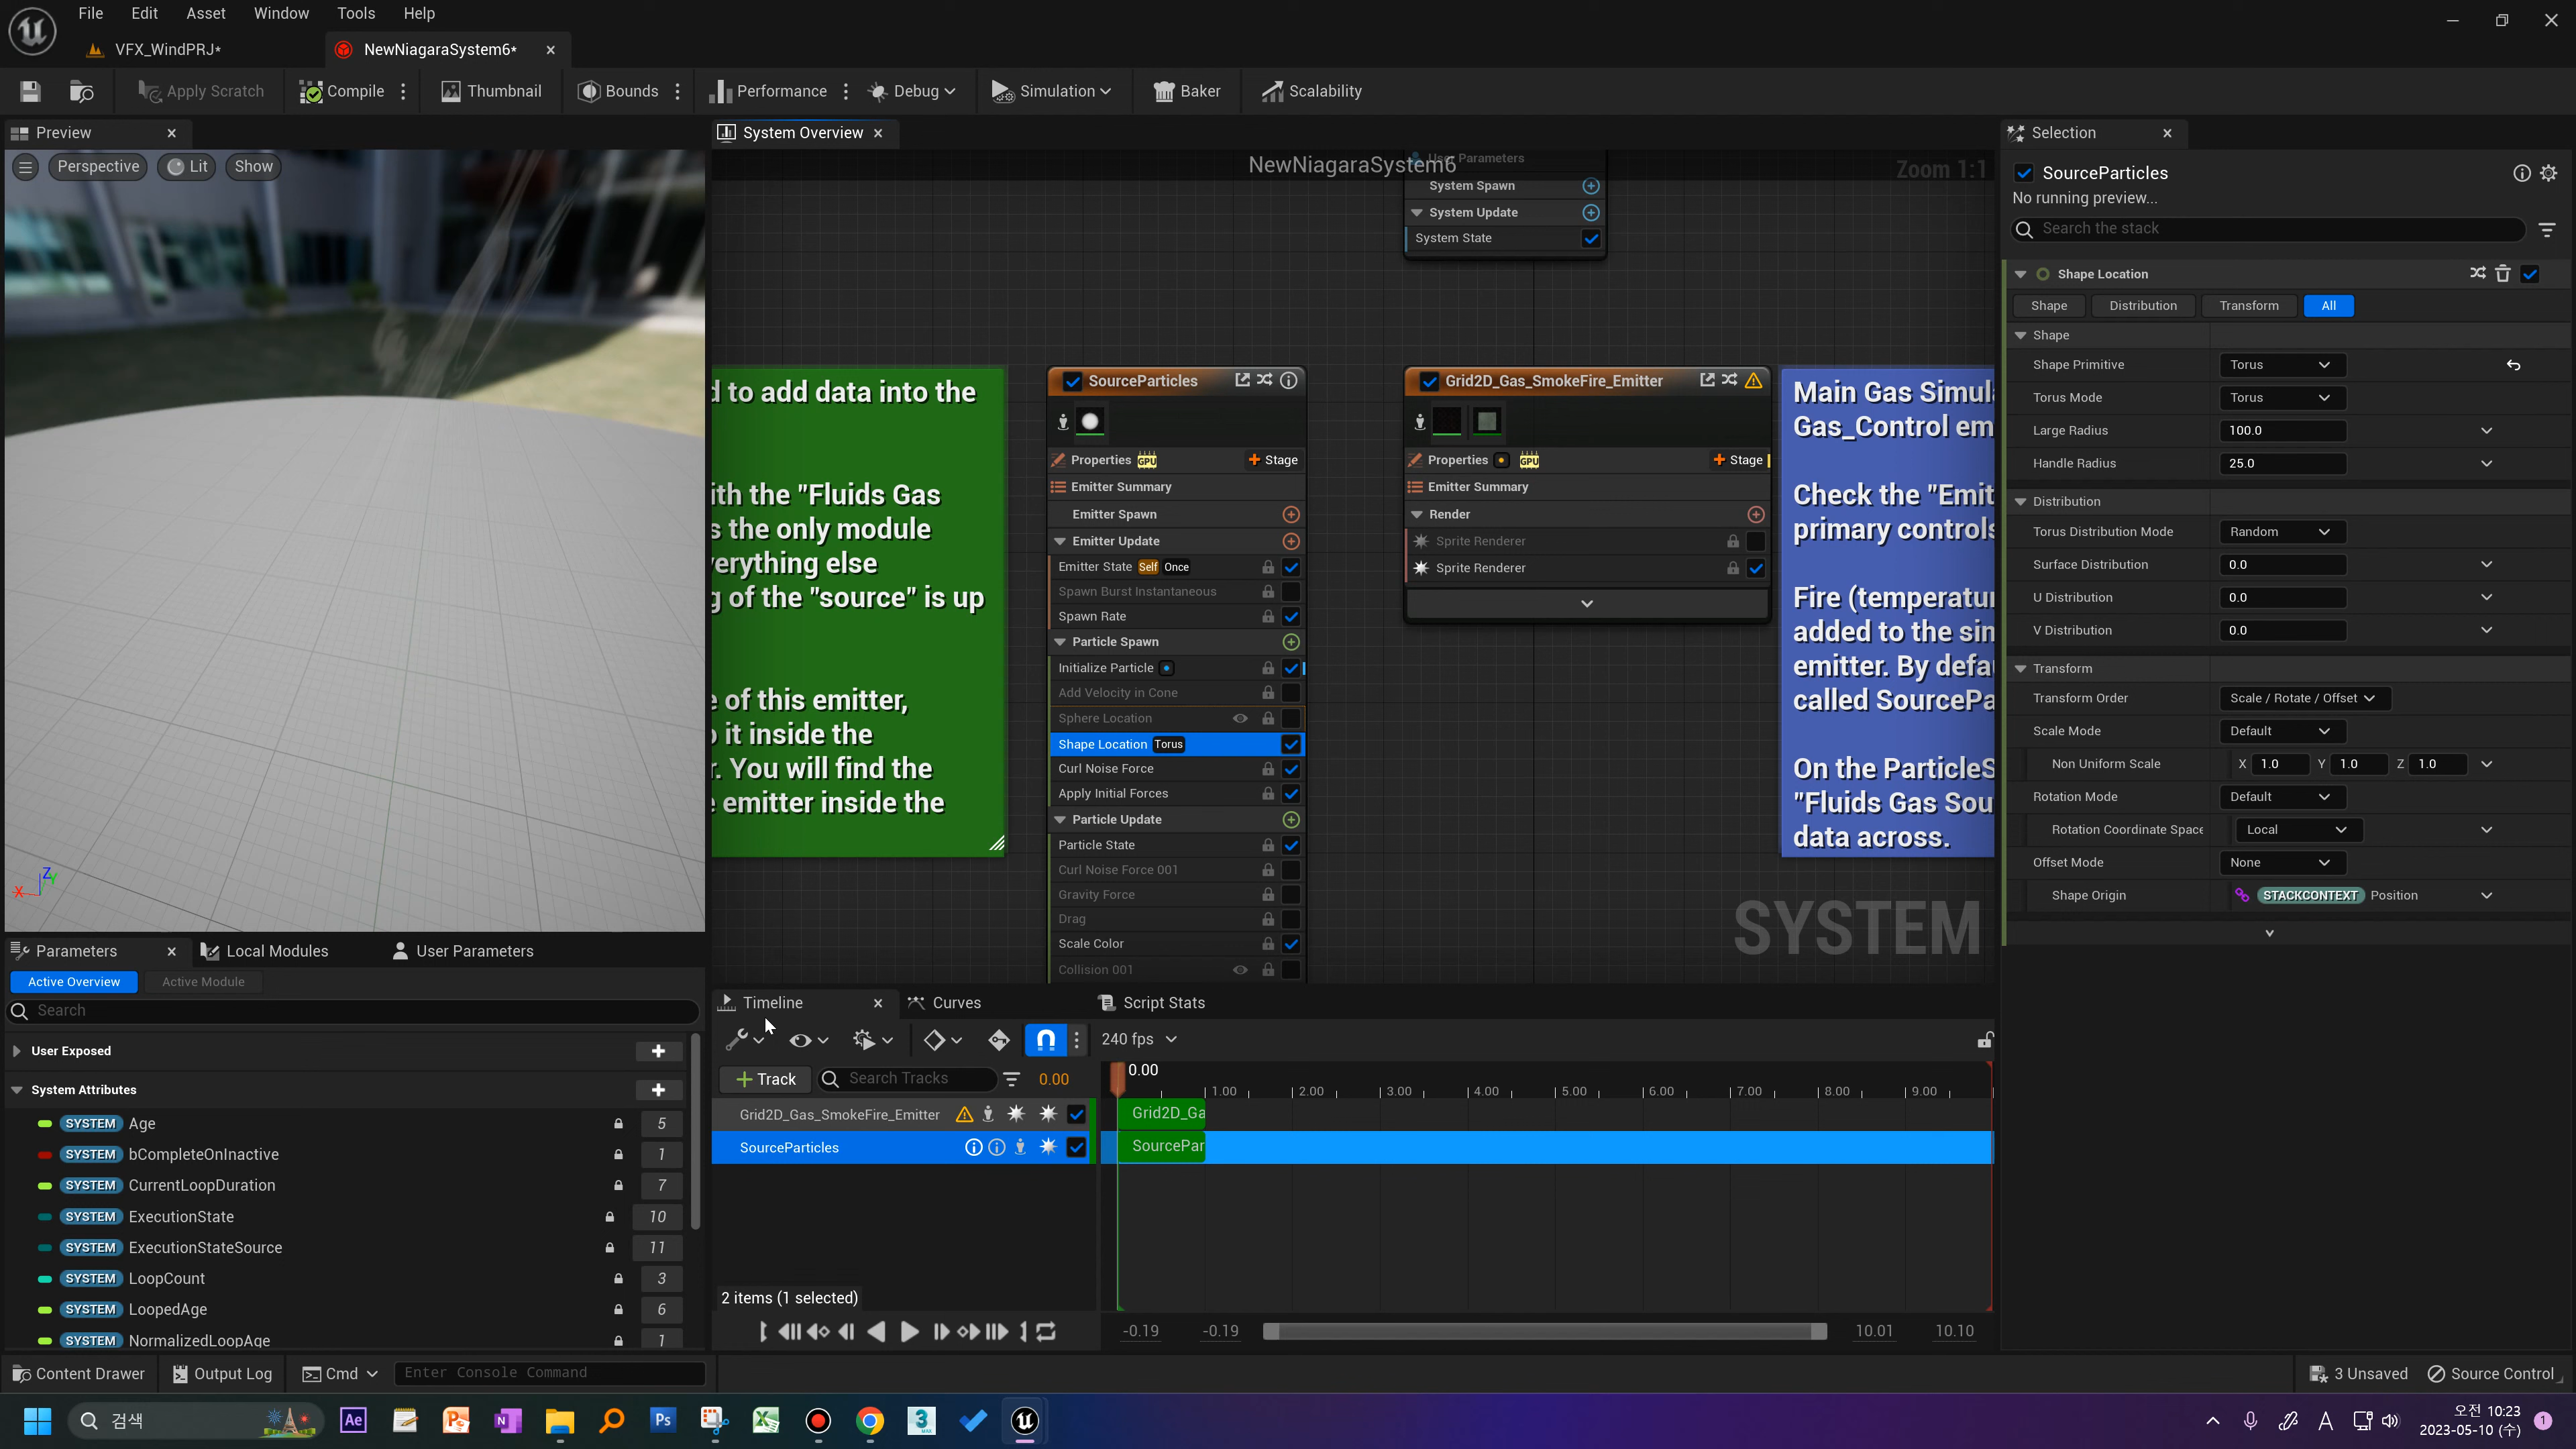 File Edit Asset Window Tools Help
VFX_WindPRJ*
NewNiagaraSystem6*
Apply Scratch Compile Thumbnail Bounds Performance Debug Simulation Baker Scalability
Preview
Perspective Lit Show
System Overview
NewNiagaraSystem6
Zoom 1:1
User Parameters
System Spawn
System Update
System State
d to add data into the
ith the "Fluids Gas
s the only module
verything else
g of the "source" is up
e of this emitter,
o it inside the
r. You will find the
e emitter inside the
SourceParticles
Properties GPU Stage
Emitter Summary
Emitter Spawn
Emitter Update
Emitter State Self Once
Spawn Burst Instantaneous
Spawn Rate
Particle Spawn
Initialize Particle
Add Velocity in Cone
Sphere Location
Shape Location Torus
Curl Noise Force
Apply Initial Forces
Particle Update
Particle State
Curl Noise Force 001
Gravity Force
Drag
Scale Color
Collision 001
Grid2D_Gas_SmokeFire_Emitter
Properties GPU Stage
Emitter Summary
Render
Sprite Renderer
Sprite Renderer
Main Gas Simula
Gas_Control em
Check the "Emit
primary controls
Fire (temperatur
added to the sin
emitter. By defau
called SourcePa
On the ParticleS
"Fluids Gas Sou
data across.
SYSTEM
Selection
SourceParticles
No running preview...
Search the stack
Shape Location
Shape Distribution Transform All
Shape
Shape Primitive Torus
Torus Mode Torus
Large Radius 100.0
Handle Radius 25.0
Distribution
Torus Distribution Mode Random
Surface Distribution 0.0
U Distribution 0.0
V Distribution 0.0
Transform
Transform Order Scale / Rotate / Offset
Scale Mode Default
Non Uniform Scale X 1.0 Y 1.0 Z 1.0
Rotation Mode Default
Rotation Coordinate Space Local
Offset Mode None
Shape Origin STACKCONTEXT Position
X Z Y
Parameters Local Modules User Parameters
Active Overview Active Module
Search
User Exposed
System Attributes
SYSTEM Age 5
SYSTEM bCompleteOnInactive 1
SYSTEM CurrentLoopDuration 7
SYSTEM ExecutionState 10
SYSTEM ExecutionStateSource 11
SYSTEM LoopCount 3
SYSTEM LoopedAge 6
SYSTEM NormalizedLoopAge 1
Timeline Curves Script Stats
240 fps
Track Search Tracks 0.00
0.00
1.00 2.00 3.00 4.00 5.00 6.00 7.00 8.00 9.00
Grid2D_Gas_SmokeFire_Emitter
Grid2D_Ga
SourceParticles
SourcePar
2 items (1 selected)
-0.19 -0.19 10.01 10.10
Content Drawer Output Log Cmd Enter Console Command
3 Unsaved Source Control
검색
Ae
N
Ps
3
MAX
A
오전 10:23
2023-05-10 (수)
1